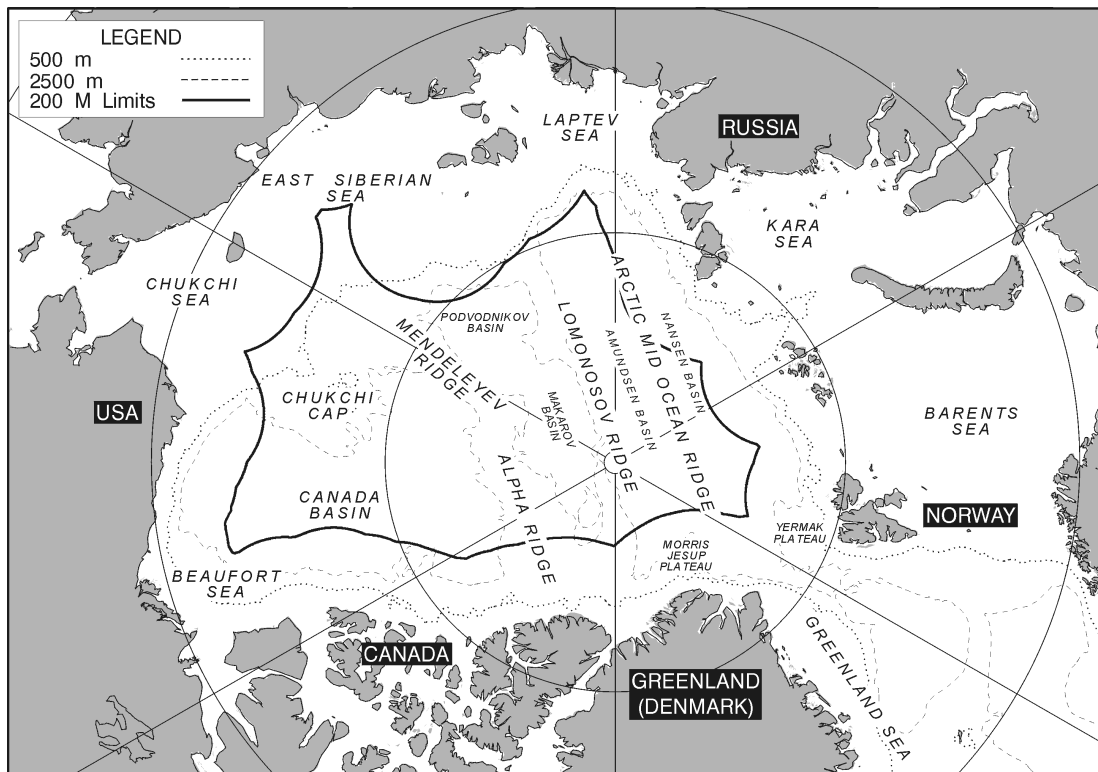 LEGEND
500 m
2500 m
200 M Limits
LAPTEV
SEA
RUSSIA
EAST SIBERIAN
SEA
KARA
SEA
CHUKCHI
SEA
ARCTIC MID OCEAN RIDGE
PODVODNIKOV
BASIN
NANSEN BASIN
LOMONOSOV RIDGE
AMUNDSEN BASIN
MENDELEYEV
RIDGE
USA
CHUKCHI
CAP
MAKAROV
BASIN
BARENTS
SEA
ALPHA RIDGE
CANADA
BASIN
NORWAY
YERMAK
PLATEAU
MORRIS
JESUP
PLATEAU
BEAUFORT
SEA
CANADA
GREENLAND
(DENMARK)
GREENLAND SEA